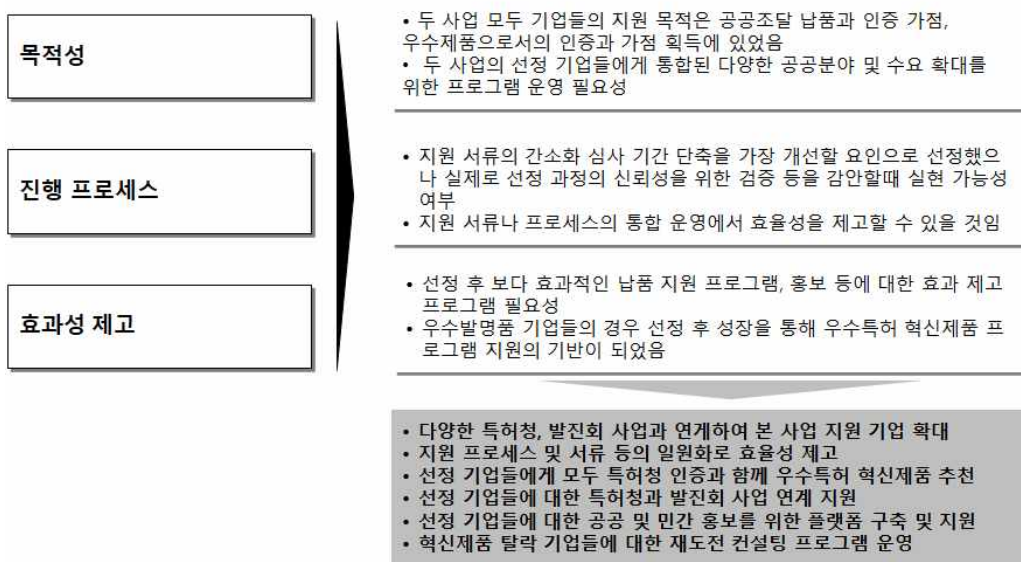 목적성
• 두 사업 모두 기업들의 지원 목적은 공공조달 납품과 인증 가점,
우수제품으로서의 인증과 가점 획득에 있었음
• 두 사업의 선정 기업들에게 통합된 다양한 공공분야 및 수요 확대를
위한 프로그램 운영 필요성
진행 프로세스
• 지원 서류의 간소화 심사 기간 단축을 가장 개선할 요인으로 선정했으
나 실제로 선정 과정의 신뢰성을 위한 검증 등을 감안할때 실현 가능성
여부
• 지원 서류나 프로세스의 통합 운영에서 효율성을 제고할 수 있을 것임
효과성 제고
• 선정 후 보다 효과적인 납품 지원 프로그램, 홍보 등에 대한 효과 제고
프로그램 필요성
• 우수발명품 기업들의 경우 선정 후 성장을 통해 우수특허 혁신제품 프
로그램 지원의 기반이 되었음
• 다양한 특허청, 발진회 사업과 연게하여 본 사업 지원 기업 확대
• 지원 프로세스 및 서류 등의 일원화로 효율성 제고
• 선정 기업들에게 모두 특허청 인증과 함께 우수특허 혁신제품 추천
• 선정 기업들에 대한 특허청과 발진회 사업 연계 지원
• 선정 기업들에 대한 공공 및 민간 홍보를 위한 플랫폼 구축 및 지원
• 혁신제품 탈락 기업들에 대한 재도전 컨설팅 프로그램 운영